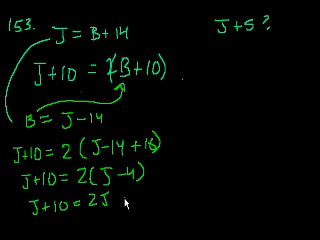 153.
J = B + 14
J + 5 ?
J + 10 = 2(B + 10)
B = J - 14
J + 10 = 2 ( J - 14 + 10 )
J + 10 = 2 ( J - 4 )
J + 10 = 2J